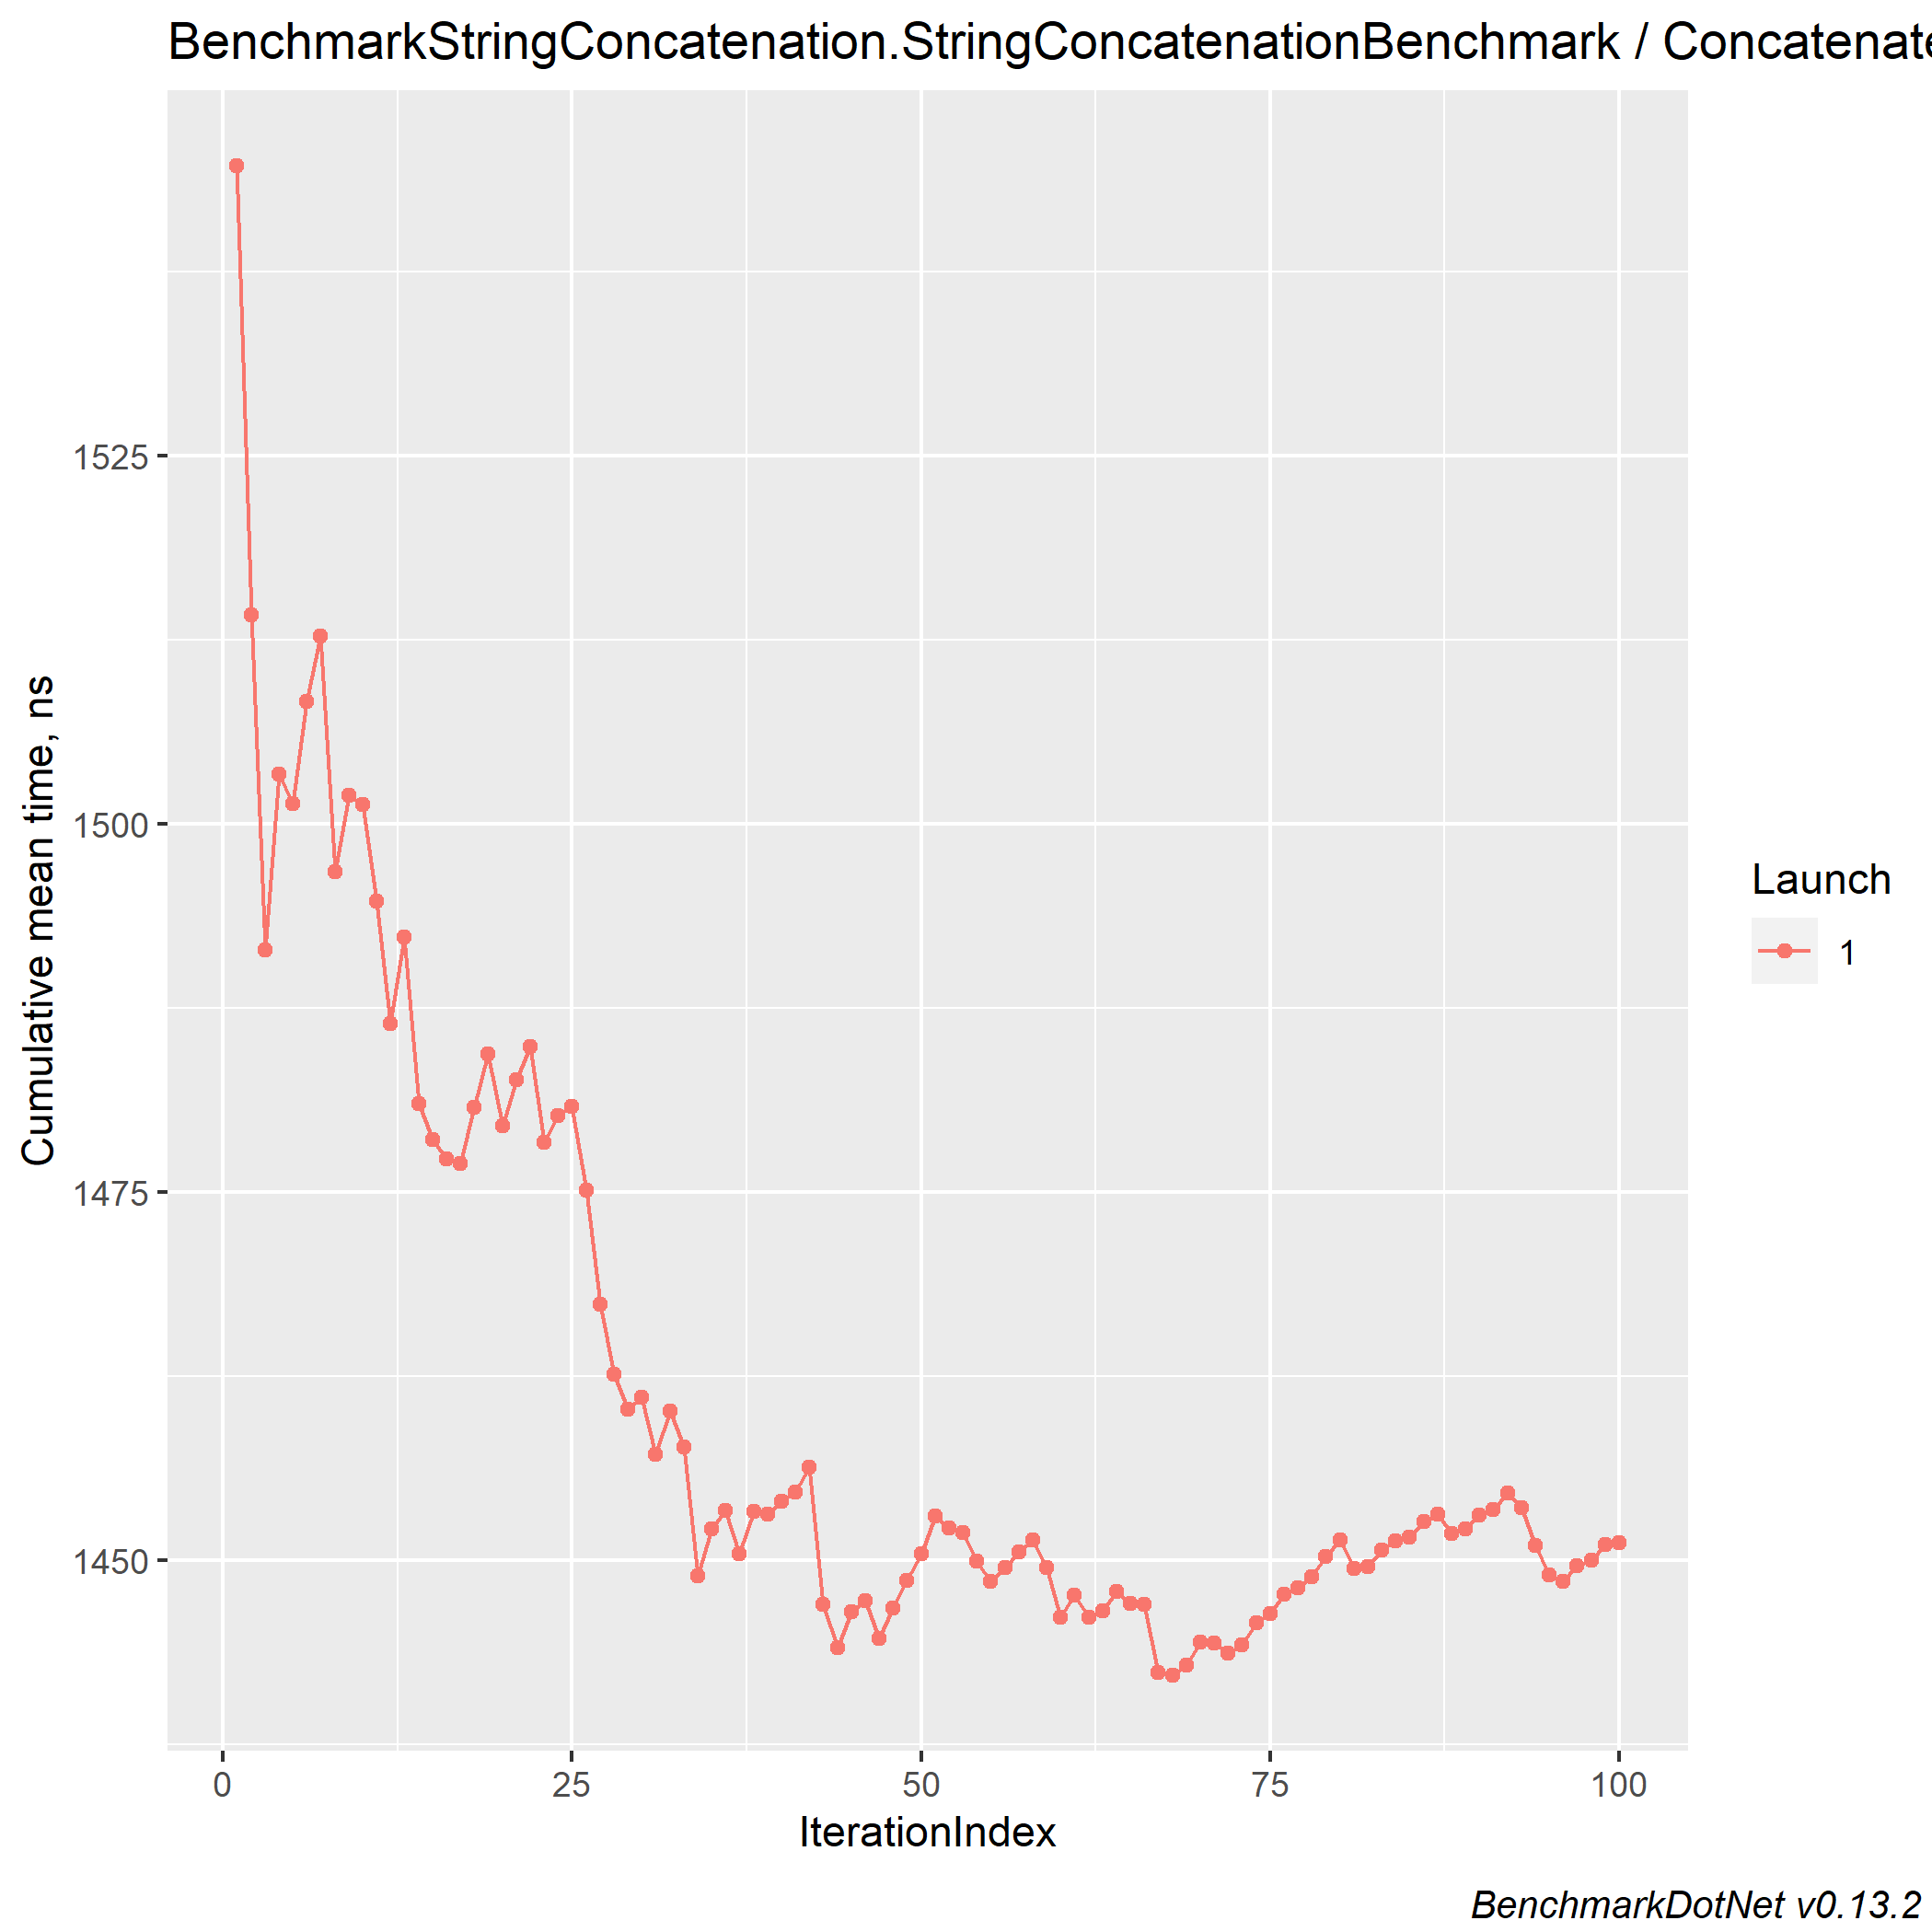 BenchmarkStringConcatenation.StringConcatenationBenchmark / Concatenate
Cumulative mean time, ns
1525
1500
1475
1450
0 25 50 75 100
IterationIndex
Launch
1
BenchmarkDotNet v0.13.2